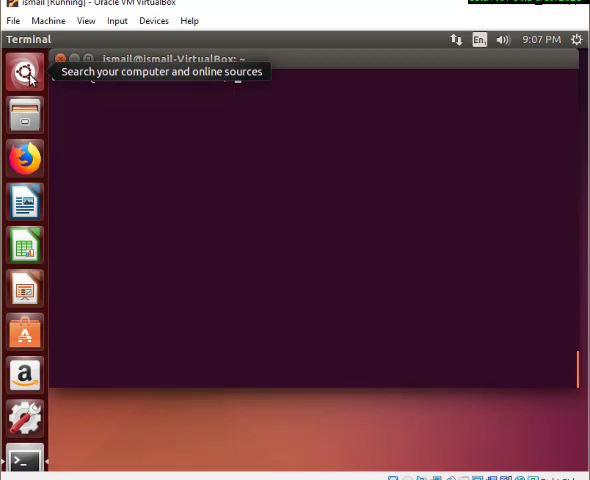 ismail [Running] - Oracle VM VirtualBox
File Machine View Input Devices Help
Terminal En 9:07 PM
ismail@ismail-VirtualBox: ~
Search your computer and online sources